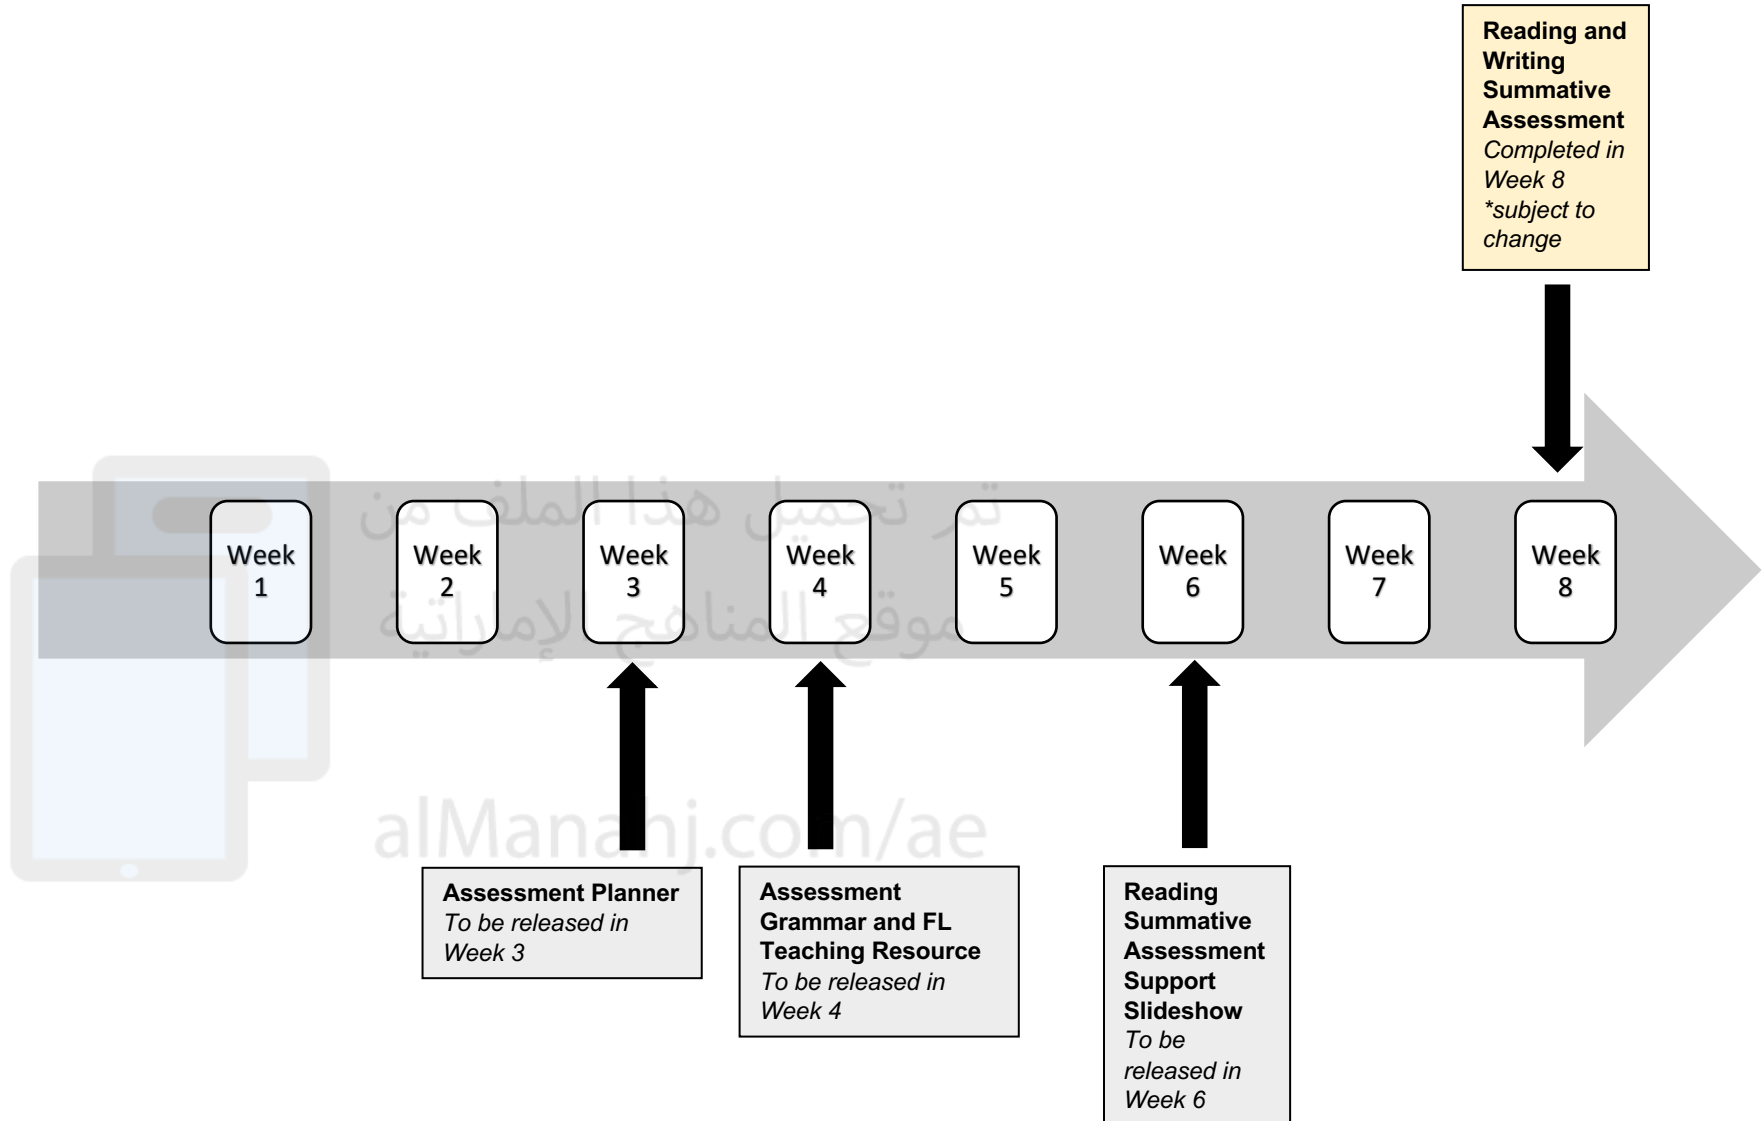 Reading and
Writing
Summative
Assessment
Completed in
Week 8
*subject to
change
تم تحميل هذا الملف من
موقع المناهج الإماراتية
alManahj.com/ae
Week
1
Week
2
Week
3
Week
4
Week
5
Week
6
Week
7
Week
8
Assessment Planner
To be released in
Week 3
Assessment
Grammar and FL
Teaching Resource
To be released in
Week 4
Reading
Summative
Assessment
Support
Slideshow
To be
released in
Week 6